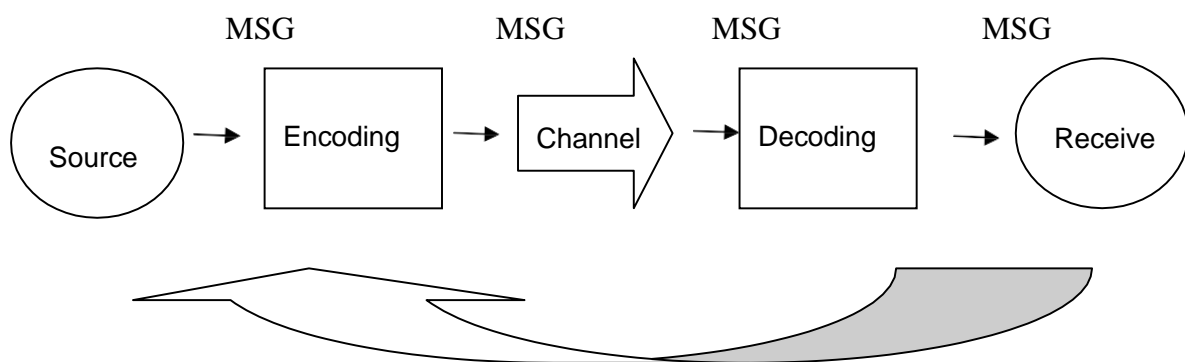 MSG MSG MSG MSG
Source Encoding Channel Decoding Receive